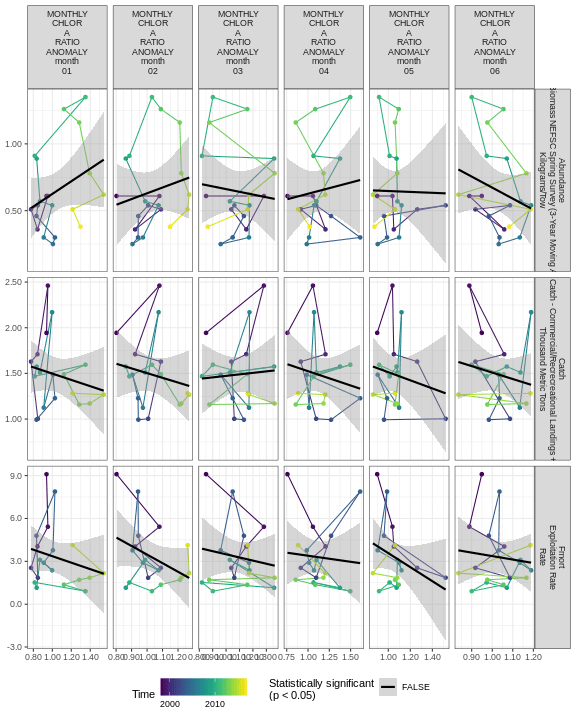 MONTHLY
CHLOR
A
RATIO
ANOMALY
month
01
MONTHLY
CHLOR
A
RATIO
ANOMALY
month
02
MONTHLY
CHLOR
A
RATIO
ANOMALY
month
03
MONTHLY
CHLOR
A
RATIO
ANOMALY
month
04
MONTHLY
CHLOR
A
RATIO
ANOMALY
month
05
MONTHLY
CHLOR
A
RATIO
ANOMALY
month
06
1.00
0.50
Abundance
NEFSC Spring Survey (3-Year Moving
Kilograms/Tow
2.50
2.00
1.50
1.00
Catch
Catch - Commercial/Recreational Landings +
Thousand Metric Tons
9.0
6.0
3.0
0.0
-3.0
Fmort
Exploitation Rate
Rate
0.80 1.00 1.20 1.40
0.75 1.00 1.25 1.50
0.80 1.00 1.20 1.40
0.90 1.00 1.10 1.20
Time
2000 2010
Statistically significant
(p < 0.05)
FALSE